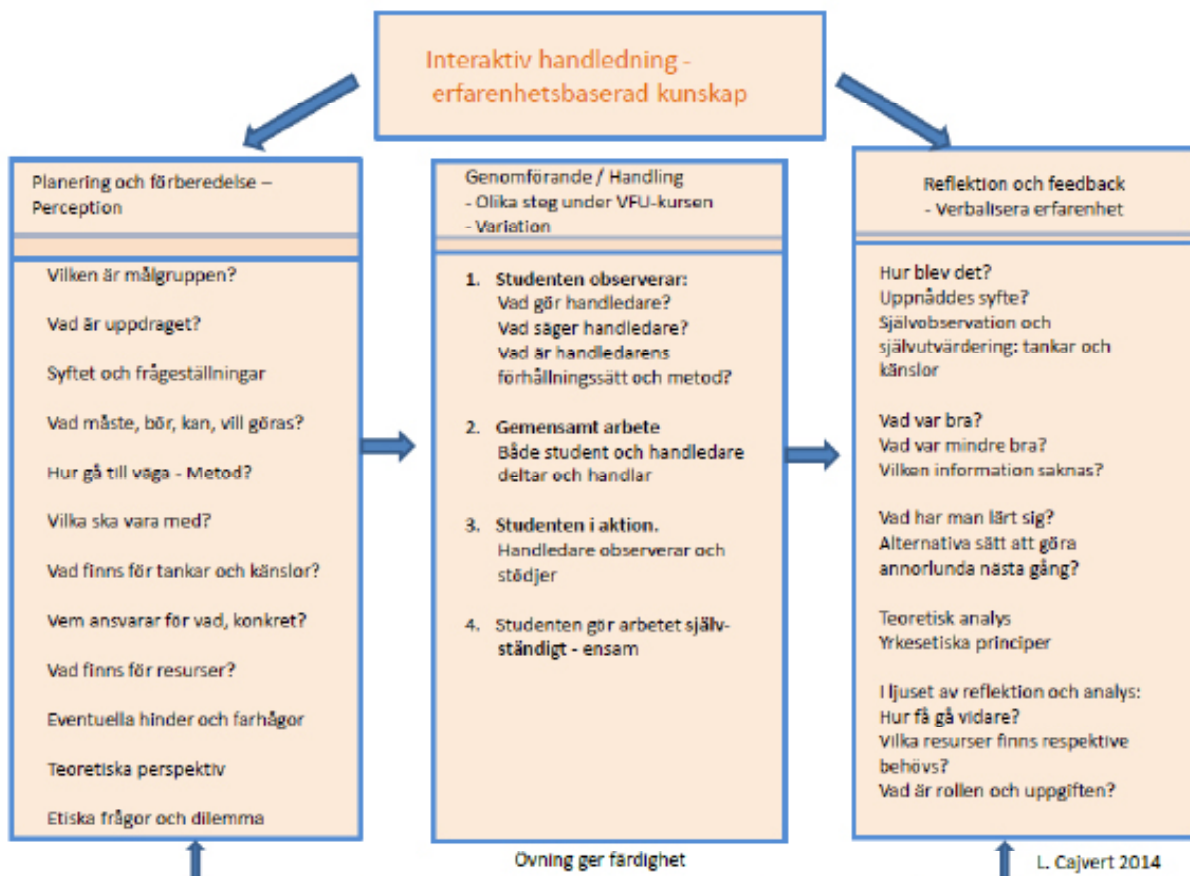 Interaktiv handledning -
erfarenhetsbaserad kunskap
Planering och förberedelse –
Perception
Vilken är målgruppen?
Vad är uppdraget?
Syftet och frågeställningar
Vad måste, bör, kan, vill göras?
Hur gå till väga - Metod?
Vilka ska vara med?
Vad finns för tankar och känslor?
Vem ansvarar för vad, konkret?
Vad finns för resurser?
Eventuella hinder och farhågor
Teoretiska perspektiv
Etiska frågor och dilemma
Genomförande / Handling
- Olika steg under VFU-kursen
- Variation
1. Studenten observerar:
Vad gör handledare?
Vad säger handledare?
Vad är handledarens
förhållningssätt och metod?
2. Gemensamt arbete
Både student och handledare
deltar och handlar
3. Studenten i aktion.
Handledare observerar och
stödjer
4. Studenten gör arbetet själv-
ständigt - ensam
Övning ger färdighet
Reflektion och feedback
- Verbalisera erfarenhet
Hur blev det?
Uppnåddes syfte?
Självobservation och
självutvärdering: tankar och
känslor
Vad var bra?
Vad var mindre bra?
Vilken information saknas?
Vad har man lärt sig?
Alternativa sätt att göra
annorlunda nästa gång?
Teoretisk analys
Yrkesetiska principer
I ljuset av reflektion och analys:
Hur få gå vidare?
Vilka resurser finns respektive
behövs?
Vad är rollen och uppgiften?
L. Cajvert 2014